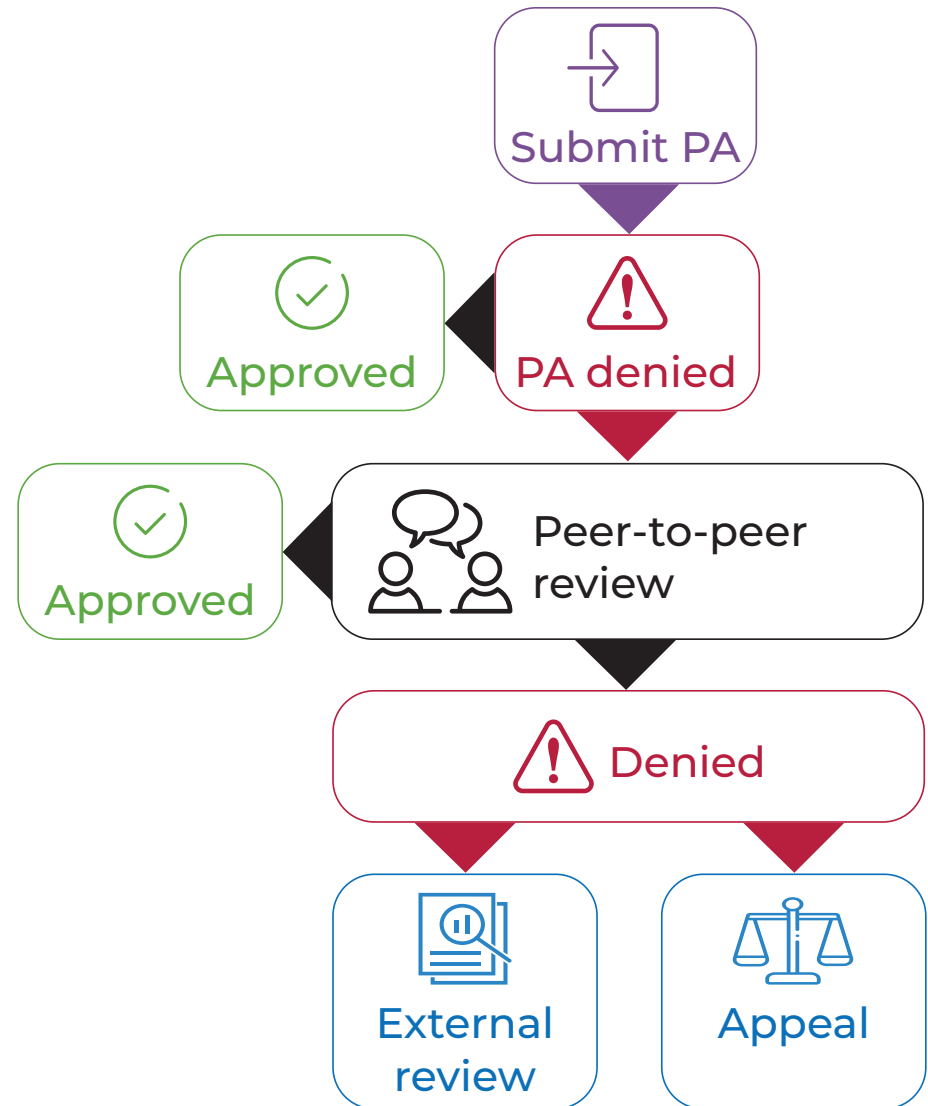 Submit PA
Approved
PA denied
Approved
Peer-to-peer
review
Denied
External
review
Appeal